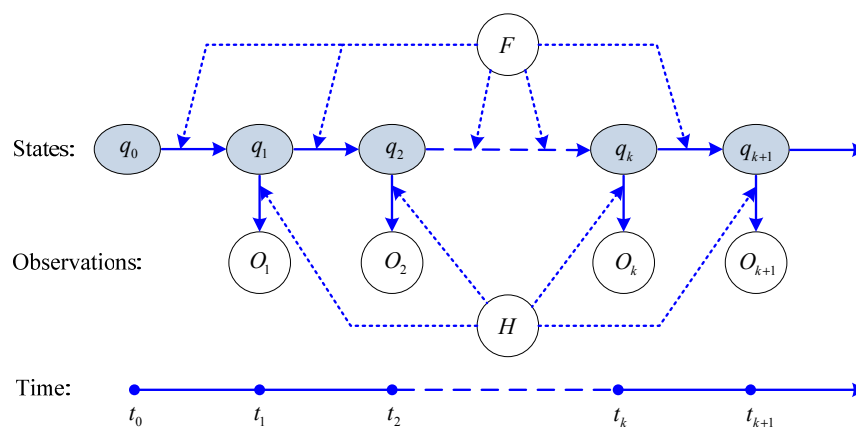 F
States: q₀ q₁ q₂ qₖ qₖ₊₁
Observations: O₁ O₂ Oₖ Oₖ₊₁
H
Time:
t₀ t₁ t₂ tₖ tₖ₊₁